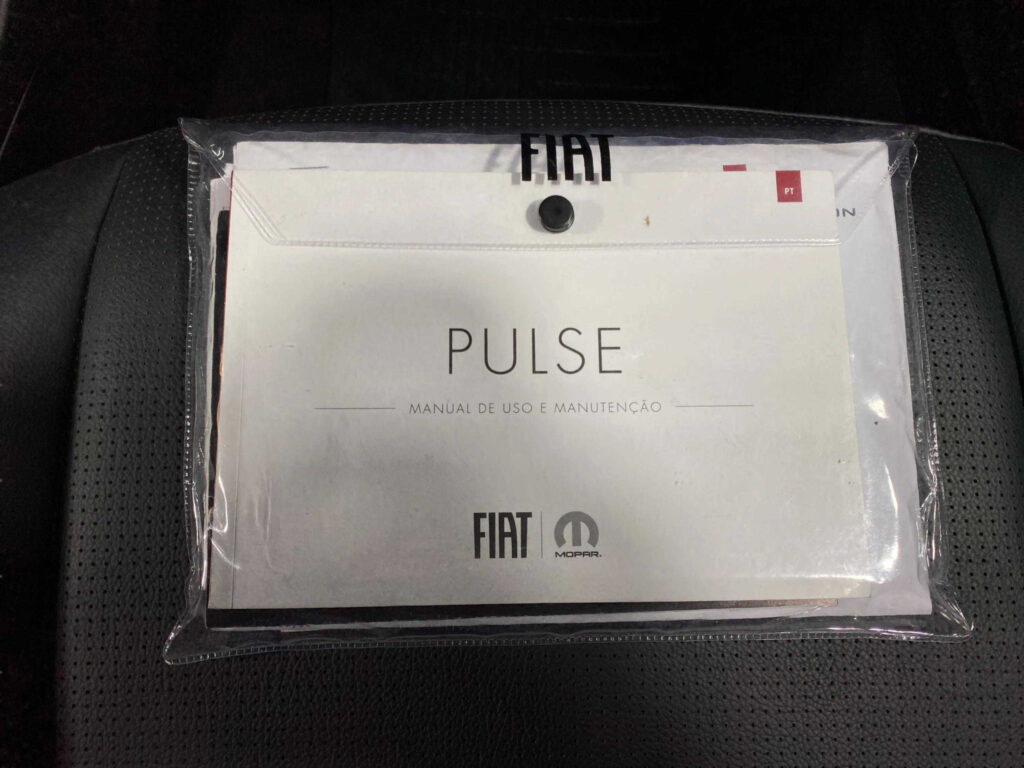 FIAT
PT
PULSE
MANUAL DE USO E MANUTENÇÃO
FIAT
MOPAR.